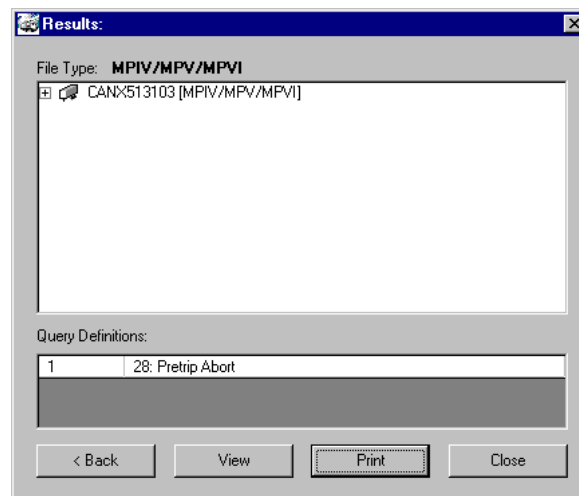 Results:
File Type: MPIV/MPV/MPVI
CANX513103 [MPIV/MPV/MPVI]
Query Definitions:
1 28: Pretrip Abort
< Back View Print Close